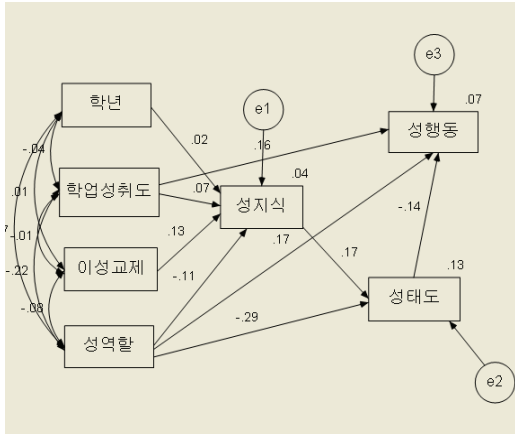 e3
.07
학년
e1
성행동
-.04
.02
.16
학업성취도
.07
.04
.01
성지식
-.14
-.01
이성교제
.13
.17
.17
.13
-.22
-.11
성태도
성역할
-.29
e2